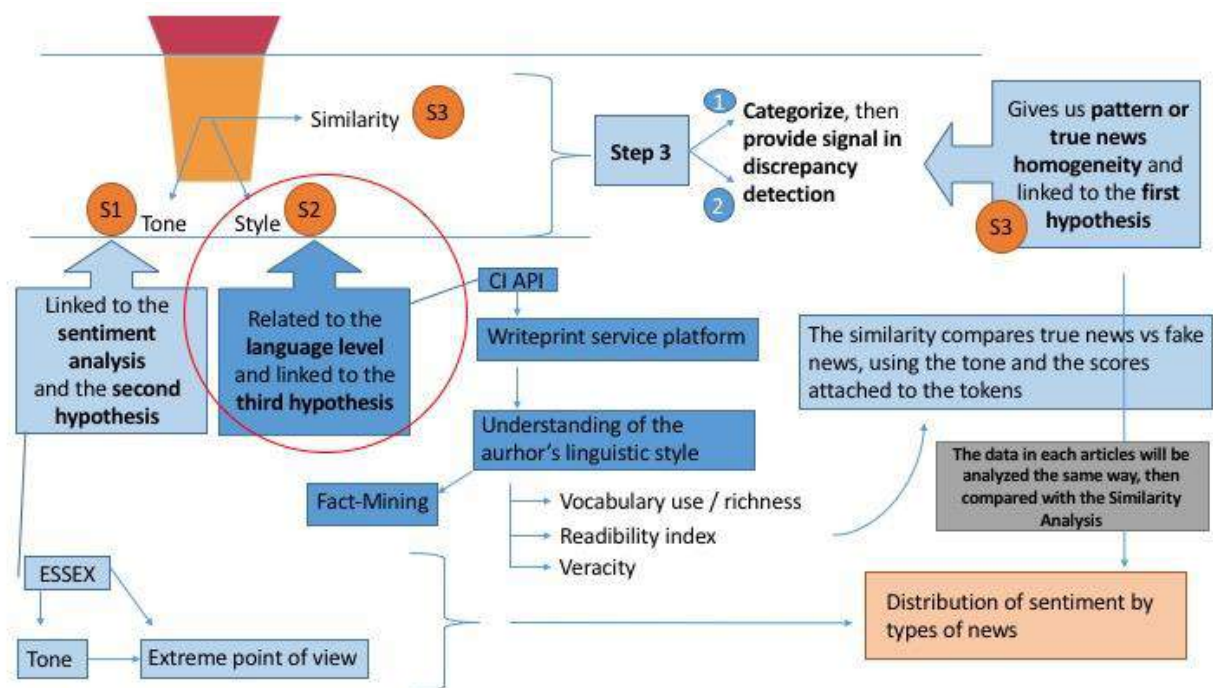 Similarity
S3
S1
Tone
Style
S2
Step 3
1
2
Categorize, then
provide signal in
discrepancy
detection
Gives us pattern or
true news
homogeneity and
linked to the first
hypothesis
S3
Linked to the
sentiment
analysis
and the second
hypothesis
Related to the
language level
and linked to the
third hypothesis
CI API
Writeprint service platform
Understanding of the
aurhor's linguistic style
Fact-Mining
Vocabulary use / richness
Readibility index
Veracity
The similarity compares true news vs fake
news, using the tone and the scores
attached to the tokens
The data in each articles will be
analyzed the same way, then
compared with the Similarity
Analysis
ESSEX
Tone
Extreme point of view
Distribution of sentiment by
types of news